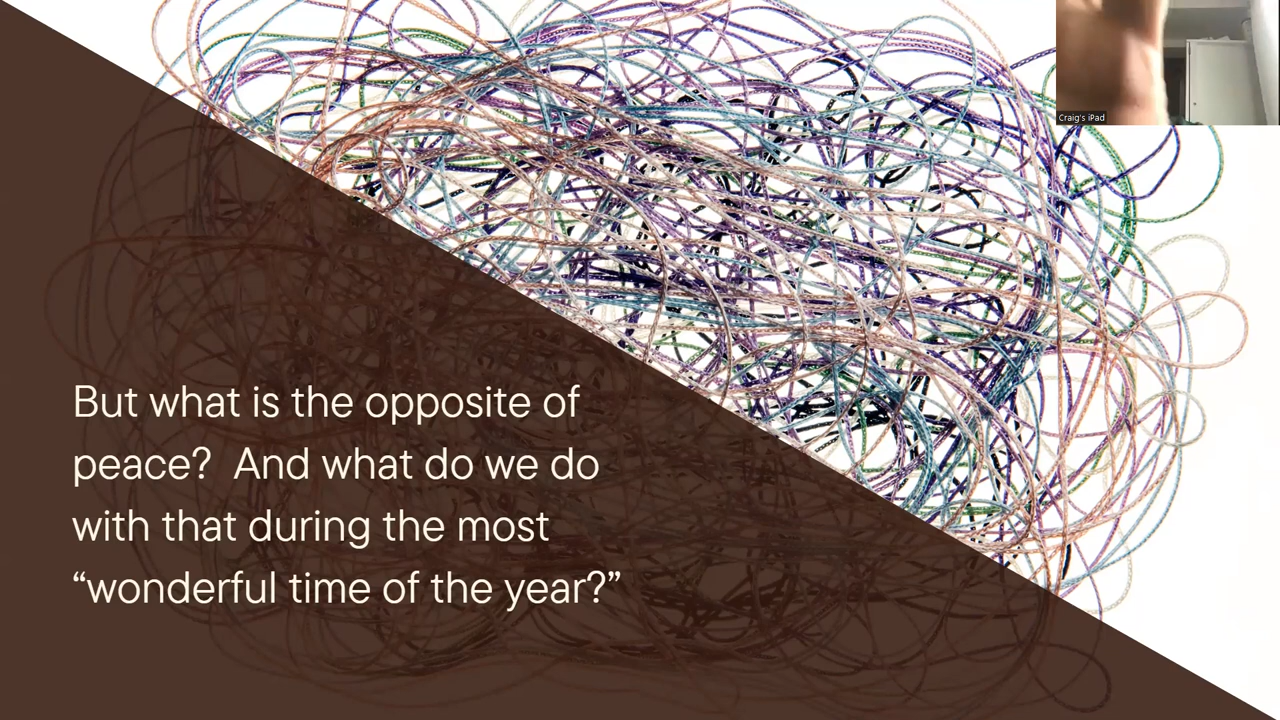 Craig's iPad
But what is the opposite of
peace?  And what do we do
with that during the most
“wonderful time of the year?”